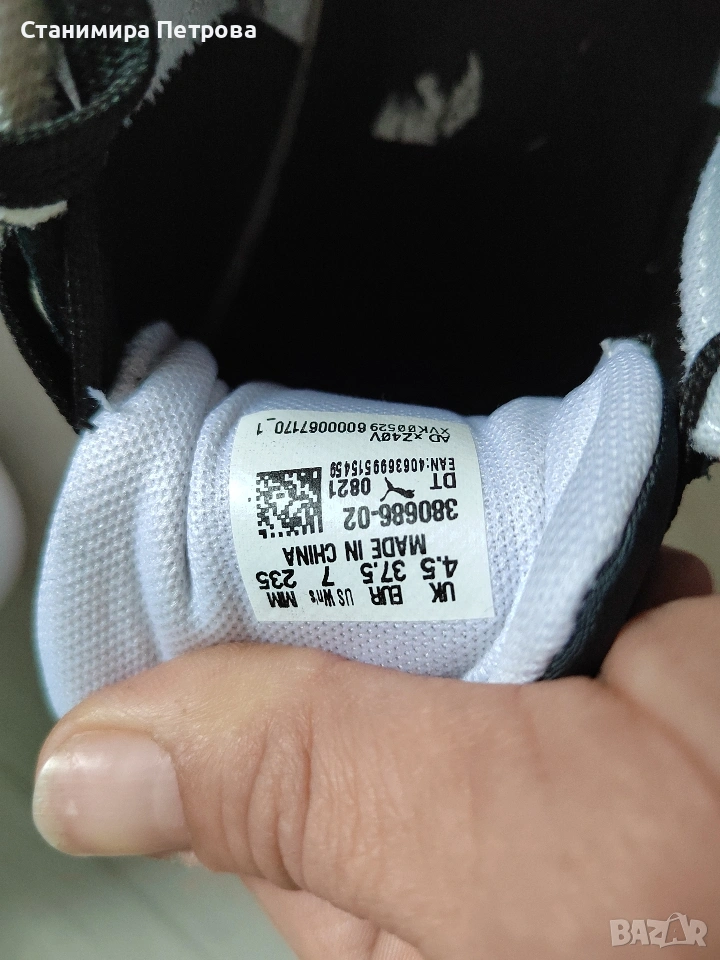 Станимира Петрова
UK EUR US Wn's MM
4.5 37.5 7 235
MADE IN CHINA
380686-02
DT 0821
EAN:4063699515459
XVK00529 6000067170_1
AD xZ40V
BAZAR